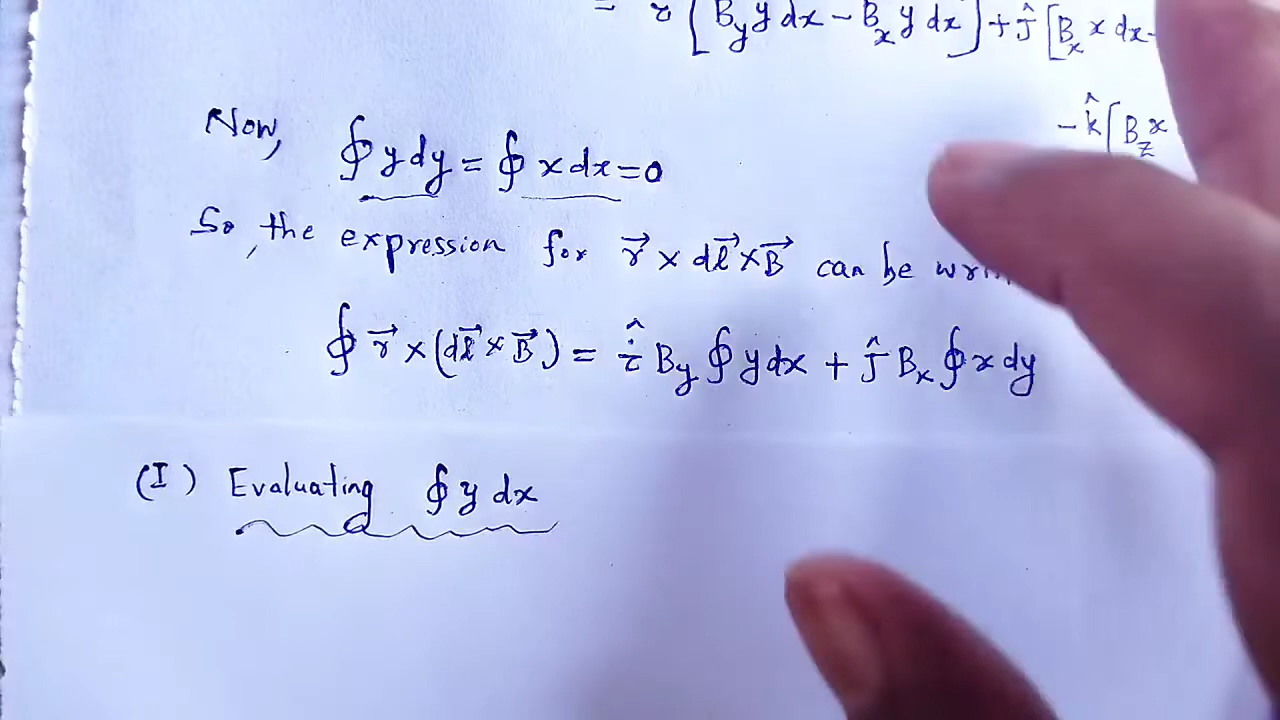 = [B_y y dx − B_x y dx] + ĵ [B_x x dx-
− k̂ [B_z x
Now, ∮ y dy = ∮ x dx = 0
So, the expression for r⃗ × dl⃗ × B⃗ can be
∮ r⃗ × (dl⃗ × B⃗) = î B_y ∮ y dx + ĵ B_x ∮ x dy
(I) Evaluating ∮ y dx